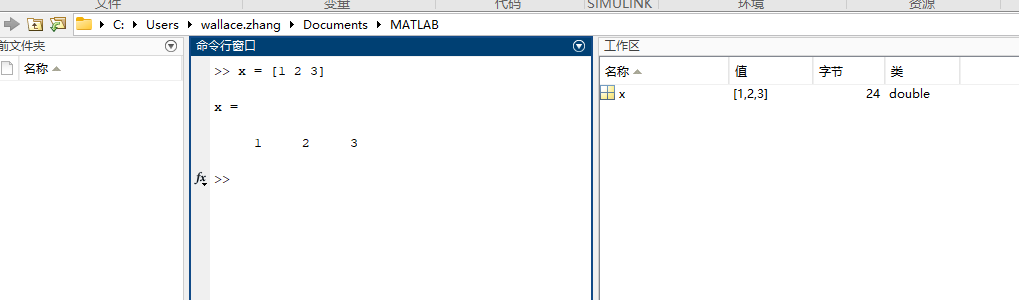 文件 变量 代码 SIMULINK 环境 资源
C: Users wallace.zhang Documents MATLAB
前文件夹
名称
命令行窗口
>> x = [1 2 3]
x =
1 2 3
fx >>
工作区
名称 值 字节 类
x [1,2,3] 24 double